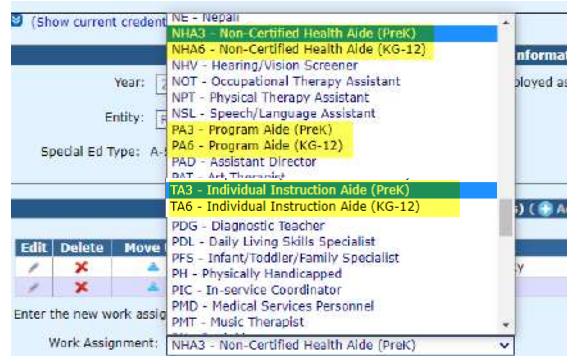 (Show current credent
NE - Nepali
NHA3 - Non-Certified Health Aide (PreK)
NHA6 - Non-Certified Health Aide (KG-12)
nformat
NHV - Hearing/Vision Screener
Year:
NOT - Occupational Therapy Assistant
ployed as
NPT - Physical Therapy Assistant
NSL - Speech/Language Assistant
Entity:
PA3 - Program Aide (PreK)
PA6 - Program Aide (KG-12)
Special Ed Type: A-
PAD - Assistant Director
PAT - Art Therapist
TA3 - Individual Instruction Aide (PreK)
TA6 - Individual Instruction Aide (KG-12)
PDG - Diagnostic Teacher
Edit Delete Move
PDL - Daily Living Skills Specialist
PFS - Infant/Toddler/Family Specialist
PH - Physically Handicapped
PIC - In-service Coordinator
Enter the new work assig
PMD - Medical Services Personnel
PMT - Music Therapist
Work Assignment: NHA3 - Non-Certified Health Aide (PreK)